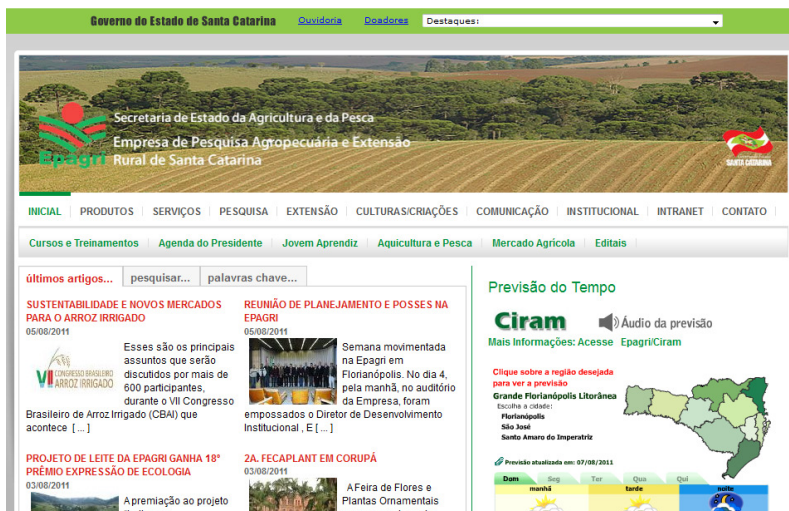 Governo do Estado de Santa Catarina Ouvidoria Doadores Destaques:
Secretaria de Estado da Agricultura e da Pesca
Empresa de Pesquisa Agropecuária e Extensão
Rural de Santa Catarina
Epagri
SANTA CATARINA
INICIAL PRODUTOS SERVIÇOS PESQUISA EXTENSÃO CULTURAS/CRIAÇÕES COMUNICAÇÃO INSTITUCIONAL INTRANET CONTATO
Cursos e Treinamentos Agenda do Presidente Jovem Aprendiz Aquicultura e Pesca Mercado Agrícola Editais
últimos artigos... pesquisar... palavras chave...
SUSTENTABILIDADE E NOVOS MERCADOS
PARA O ARROZ IRRIGADO
05/08/2011
VII CONGRESSO BRASILEIRO
ARROZ IRRIGADO
Esses são os principais
assuntos que serão
discutidos por mais de
600 participantes,
durante o VII Congresso
Brasileiro de Arroz Irrigado (CBAI) que
acontece [ ... ]
REUNIÃO DE PLANEJAMENTO E POSSES NA
EPAGRI
05/08/2011
Semana movimentada
na Epagri em
Florianópolis. No dia 4,
pela manhã, no auditório
da Empresa, foram
empossados o Diretor de Desenvolvimento
Institucional , E [ ... ]
PROJETO DE LEITE DA EPAGRI GANHA 18°
PRÊMIO EXPRESSÃO DE ECOLOGIA
03/08/2011
A premiação ao projeto
2A. FECAPLANT EM CORUPÁ
03/08/2011
A Feira de Flores e
Plantas Ornamentais
Previsão do Tempo
Ciram Áudio da previsão
Mais Informações: Acesse Epagri/Ciram
Clique sobre a região desejada
para ver a previsão
Grande Florianópolis Litorânea
Escolha a cidade:
Florianópolis
São José
Santo Amaro do Imperatriz
Previsão atualizada em: 07/08/2011
Dom Seg Ter Qua Qui
manhã tarde noite